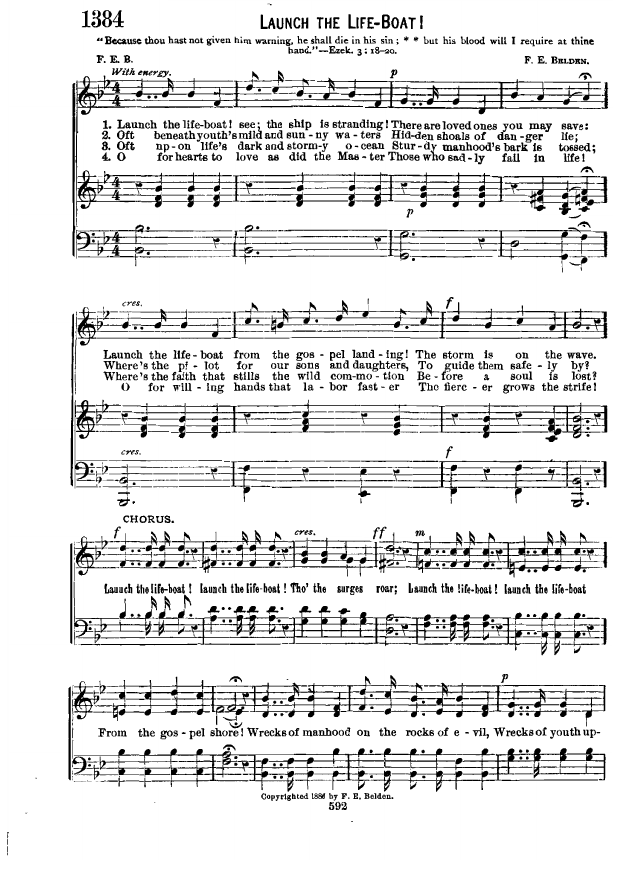 1384
LAUNCH THE LIFE-BOAT!
"Because thou hast not given him warning, he shall die in his sin; * * but his blood will I require at thine
hand."—Ezek. 3:18-20.
F. E. B.
F. E. BELDEN.
With energy.
p
1. Launch the life-boat! see; the ship is stranding! There are loved ones you may save:
2. Oft beneath youth's mild and sun-ny wa-ters Hid-den shoals of dan-ger lie;
3. Oft upon life's dark and storm-y o-cean Stur-dy manhood's bark is tossed;
4. O for hearts to love as did the Mas-ter Those who sad-ly fail in life!
p
cres.
f
Launch the life-boat from the gos-pel land-ing! The storm is on the wave.
Where's the pi-lot for our sons and daughters, To guide them safe-ly by?
Where's the faith that stills the wild com-mo-tion Be-fore a soul is lost?
O for will-ing hands that la-bor fast-er The fierc-er grows the strife!
cres.
f
CHORUS.
f
cres.
ff
m
Launch the life-boat! launch the life-boat! Tho' the surges roar; Launch the life-boat! launch the life-boat
p
From the gos-pel shore! Wrecks of manhood on the rocks of e-vil, Wrecks of youth up-
Copyrighted 1886 by F. E. Belden.
592